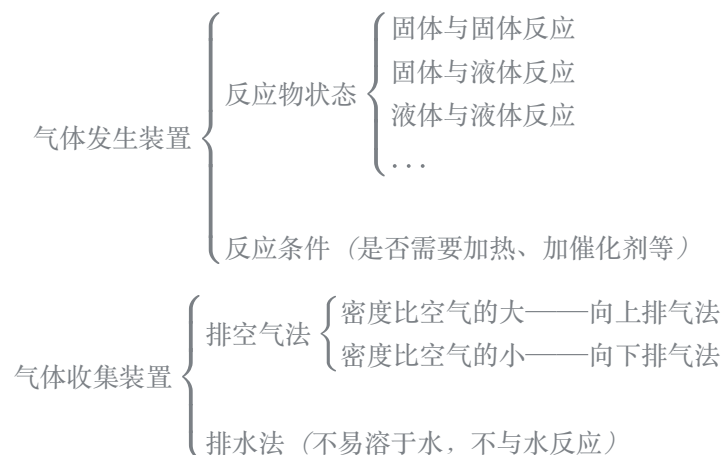 固体与固体反应
固体与液体反应
反应物状态
液体与液体反应
气体发生装置
...
反应条件（是否需要加热、加催化剂等）
密度比空气的大——向上排气法
排空气法
密度比空气的小——向下排气法
气体收集装置
排水法（不易溶于水，不与水反应）